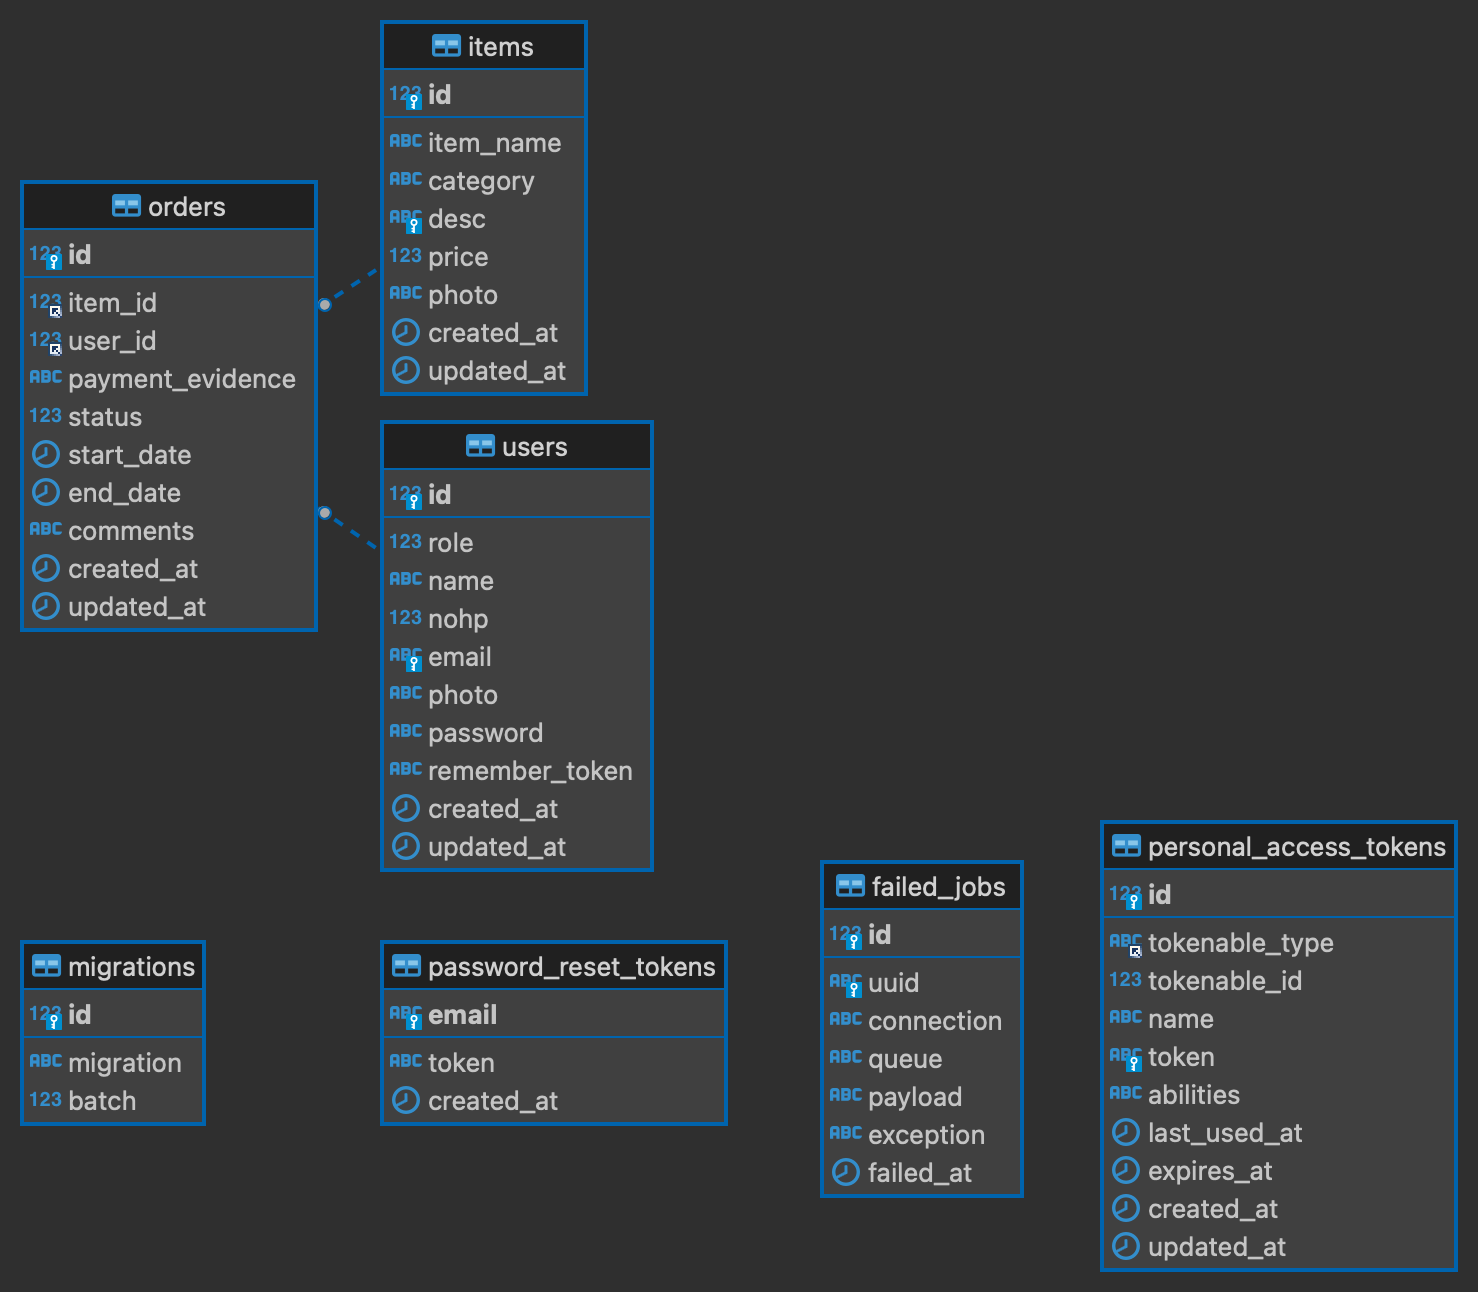 items
123 id
ABC item_name
ABC category
ABC desc
123 price
ABC photo
created_at
updated_at
orders
123 id
123 item_id
123 user_id
ABC payment_evidence
123 status
start_date
end_date
ABC comments
created_at
updated_at
users
123 id
123 role
ABC name
123 nohp
ABC email
ABC photo
ABC password
ABC remember_token
created_at
updated_at
migrations
123 id
ABC migration
123 batch
password_reset_tokens
ABC email
ABC token
created_at
failed_jobs
123 id
ABC uuid
ABC connection
ABC queue
ABC payload
ABC exception
failed_at
personal_access_tokens
123 id
ABC tokenable_type
123 tokenable_id
ABC name
ABC token
ABC abilities
last_used_at
expires_at
created_at
updated_at